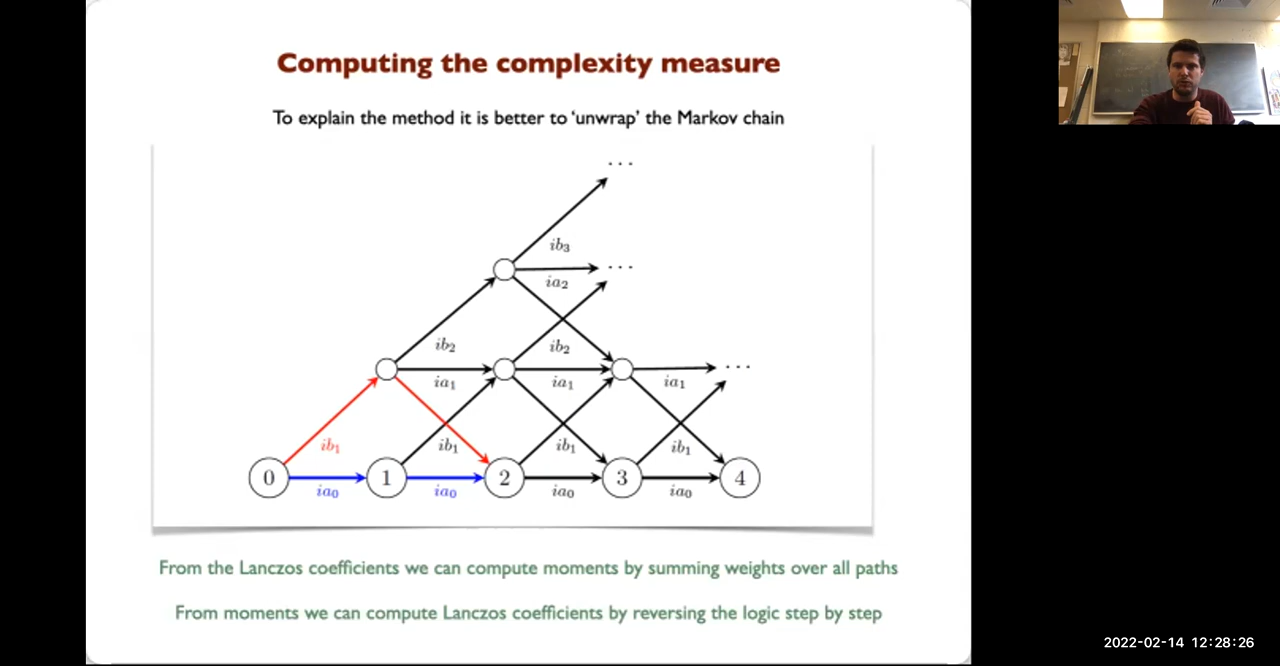 Computing the complexity measure
To explain the method it is better to ‘unwrap’ the Markov chain
...
ib₃
...
ia₂
ib₂
ib₂
...
ia₁
ia₁
ia₁
ib₁
ib₁
ib₁
ib₁
0
1
2
3
4
ia₀
ia₀
ia₀
ia₀
From the Lanczos coefficients we can compute moments by summing weights over all paths
From moments we can compute Lanczos coefficients by reversing the logic step by step
2022-02-14 12:28:26